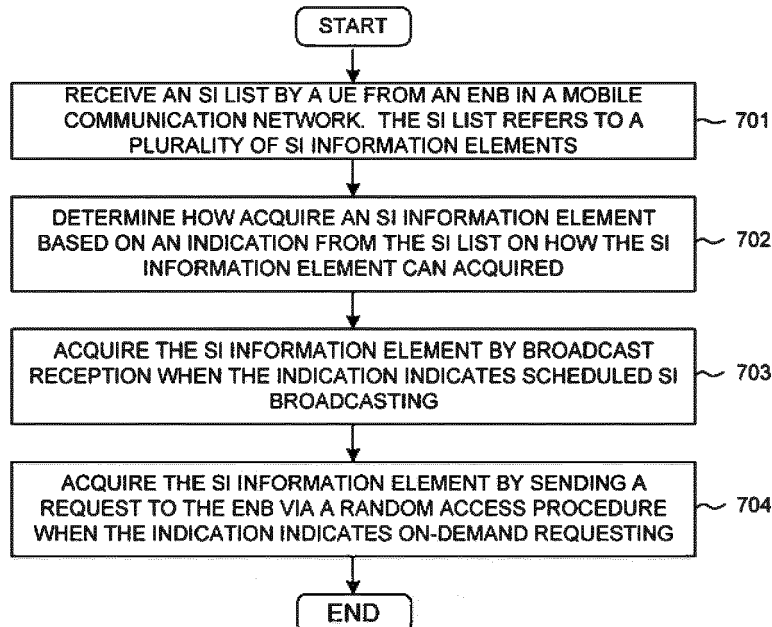 START
RECEIVE AN SI LIST BY A UE FROM AN ENB IN A MOBILE
COMMUNICATION NETWORK. THE SI LIST REFERS TO A
PLURALITY OF SI INFORMATION ELEMENTS
701
DETERMINE HOW ACQUIRE AN SI INFORMATION ELEMENT
BASED ON AN INDICATION FROM THE SI LIST ON HOW THE SI
INFORMATION ELEMENT CAN ACQUIRED
702
ACQUIRE THE SI INFORMATION ELEMENT BY BROADCAST
RECEPTION WHEN THE INDICATION INDICATES SCHEDULED SI
BROADCASTING
703
ACQUIRE THE SI INFORMATION ELEMENT BY SENDING A
REQUEST TO THE ENB VIA A RANDOM ACCESS PROCEDURE
WHEN THE INDICATION INDICATES ON-DEMAND REQUESTING
704
END